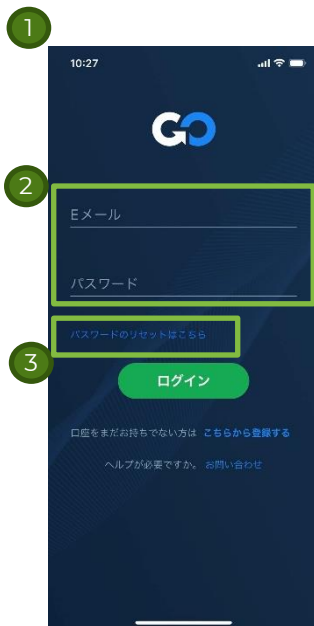 1
10:27
GO
2
Eメール
パスワード
パスワードのリセットはこちら
3
ログイン
口座をまだお持ちでない方は こちらから登録する
ヘルプが必要ですか。 お問い合わせ